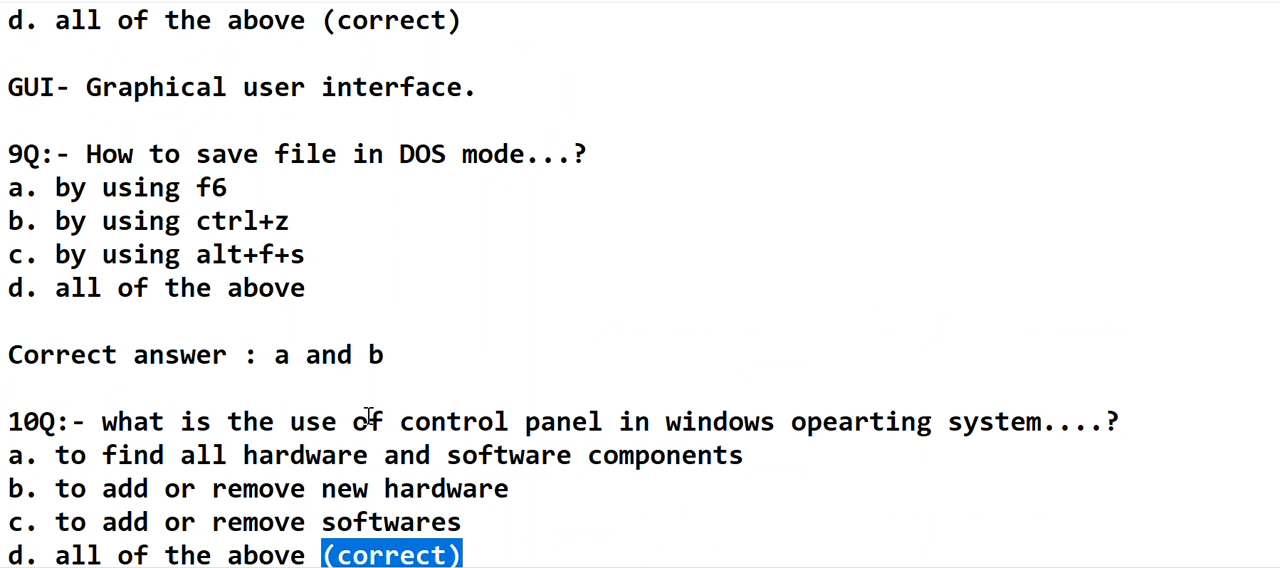 d. all of the above (correct)
GUI- Graphical user interface.
9Q:- How to save file in DOS mode...?
a. by using f6
b. by using ctrl+z
c. by using alt+f+s
d. all of the above
Correct answer : a and b
10Q:- what is the use of control panel in windows opearting system....?
a. to find all hardware and software components
b. to add or remove new hardware
c. to add or remove softwares
d. all of the above (correct)